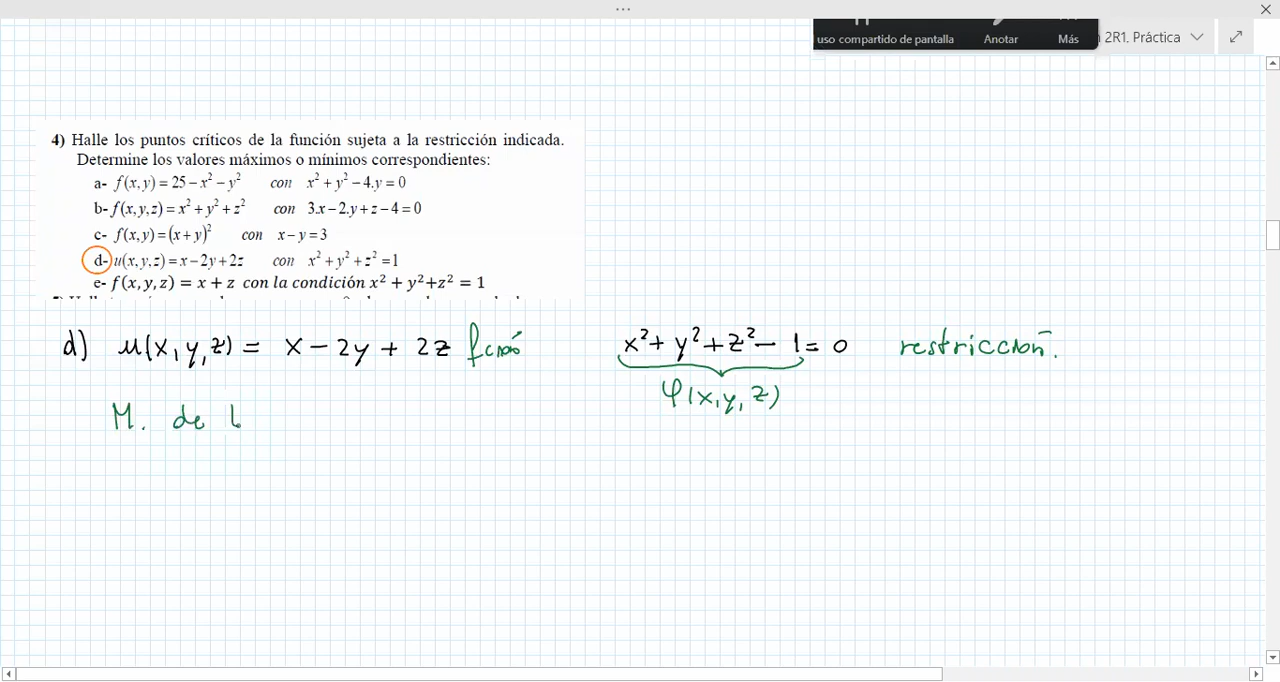 uso compartido de pantalla Anotar Más 2R1. Práctica
4) Halle los puntos críticos de la función sujeta a la restricción indicada.
Determine los valores máximos o mínimos correspondientes:
a- f(x,y) = 25 − x² − y² con x² + y² − 4.y = 0
b- f(x,y,z) = x² + y² + z² con 3.x − 2.y + z − 4 = 0
c- f(x,y) = (x+y)² con x − y = 3
d- u(x,y,z) = x − 2y + 2z con x² + y² + z² = 1
e- f(x,y,z) = x + z con la condición x² + y²+z² = 1
d) u(x,y,z) = x − 2y + 2z fción x² + y² + z² − 1 = 0 restricción.
φ(x,y,z)
M. de